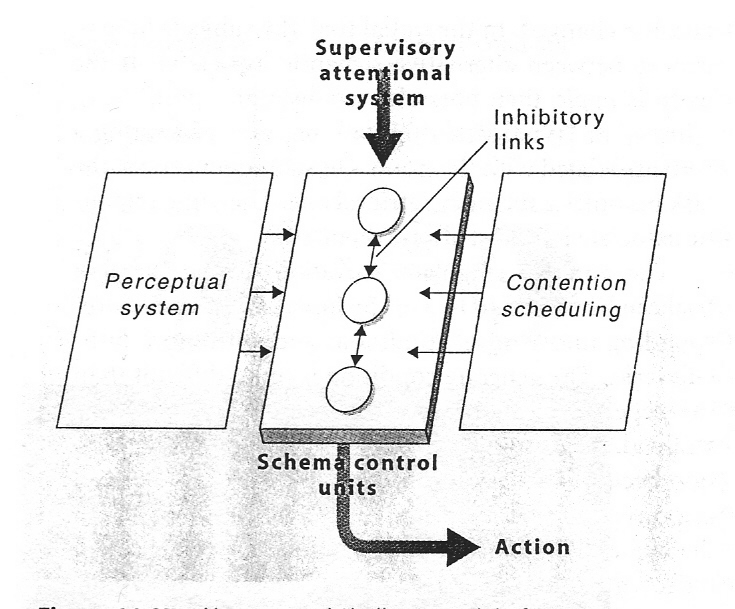 Supervisory
attentional
system
Inhibitory
links
Perceptual
system
Contention
scheduling
Schema control
units
Action